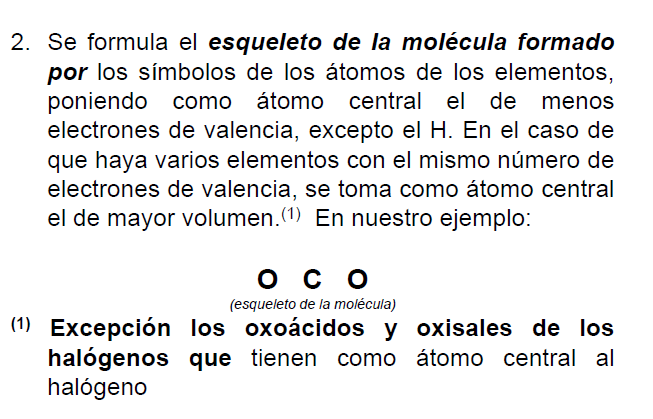 2. Se formula el esqueleto de la molécula formado
por los símbolos de los átomos de los elementos,
poniendo como átomo central el de menos
electrones de valencia, excepto el H. En el caso de
que haya varios elementos con el mismo número de
electrones de valencia, se toma como átomo central
el de mayor volumen.(1) En nuestro ejemplo:
O C O
(esqueleto de la molécula)
(1) Excepción los oxoácidos y oxisales de los
halógenos que tienen como átomo central al
halógeno